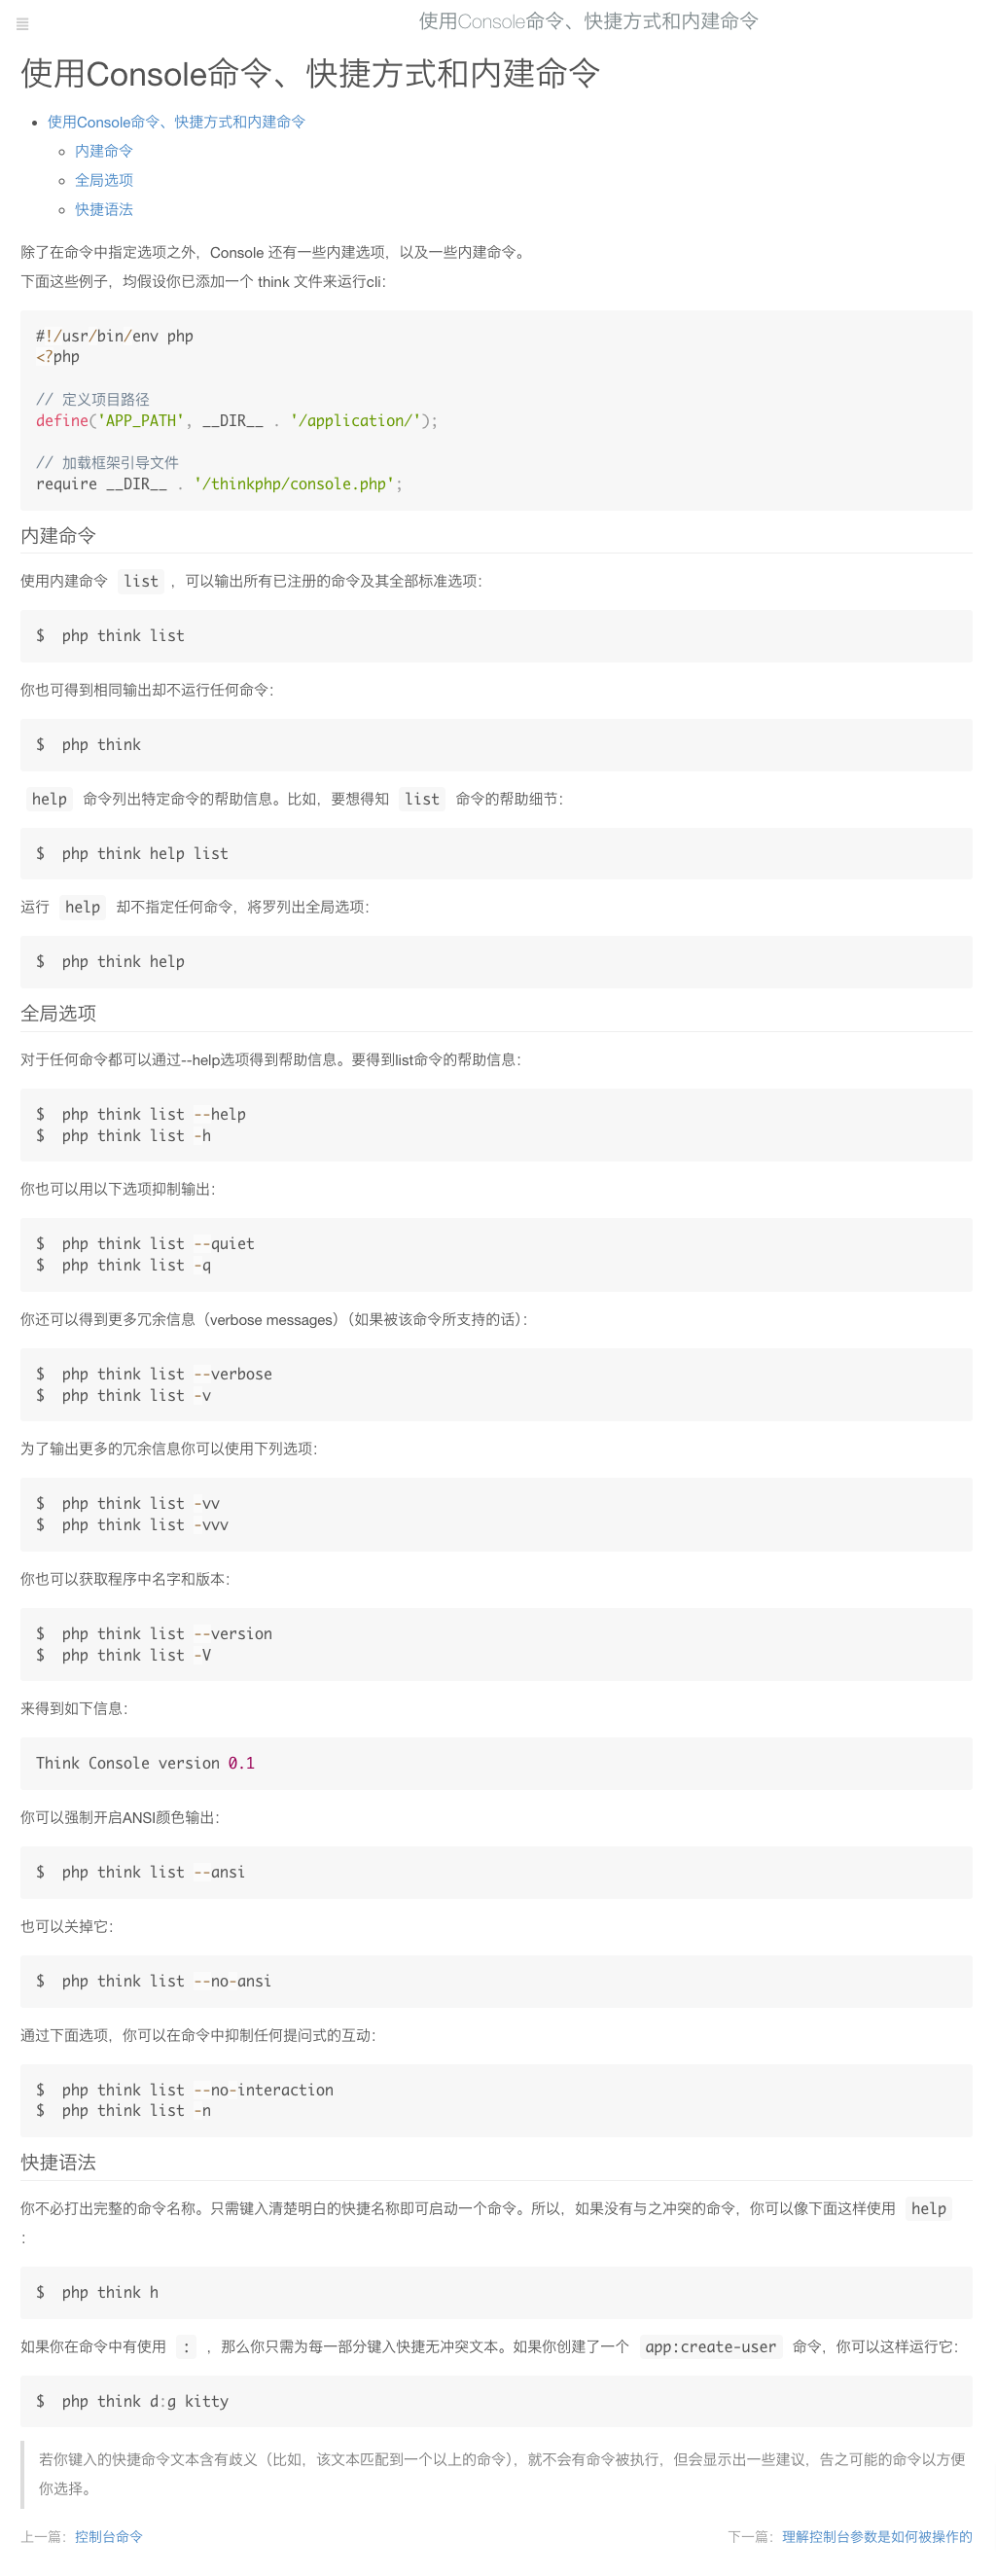 使用Console命令、快捷方式和内建命令
使用Console命令、快捷方式和内建命令
使用Console命令、快捷方式和内建命令
内建命令
全局选项
快捷语法
除了在命令中指定选项之外，Console 还有一些内建选项，以及一些内建命令。
下面这些例子，均假设你已添加一个 think 文件来运行cli：
#!/usr/bin/env php
<?php
// 定义项目路径
define('APP_PATH', __DIR__ . '/application/');
// 加载框架引导文件
require __DIR__ . '/thinkphp/console.php';
内建命令
使用内建命令 list ，可以输出所有已注册的命令及其全部标准选项：
$  php think list
你也可得到相同输出却不运行任何命令：
$  php think
help 命令列出特定命令的帮助信息。比如，要想得知 list 命令的帮助细节：
$  php think help list
运行 help 却不指定任何命令，将罗列出全局选项：
$  php think help
全局选项
对于任何命令都可以通过--help选项得到帮助信息。要得到list命令的帮助信息：
$  php think list --help
$  php think list -h
你也可以用以下选项抑制输出：
$  php think list --quiet
$  php think list -q
你还可以得到更多冗余信息（verbose messages）（如果被该命令所支持的话）：
$  php think list --verbose
$  php think list -v
为了输出更多的冗余信息你可以使用下列选项：
$  php think list -vv
$  php think list -vvv
你也可以获取程序中名字和版本：
$  php think list --version
$  php think list -V
来得到如下信息：
Think Console version 0.1
你可以强制开启ANSI颜色输出：
$  php think list --ansi
也可以关掉它：
$  php think list --no-ansi
通过下面选项，你可以在命令中抑制任何提问式的互动：
$  php think list --no-interaction
$  php think list -n
快捷语法
你不必打出完整的命令名称。只需键入清楚明白的快捷名称即可启动一个命令。所以，如果没有与之冲突的命令，你可以像下面这样使用 help
：
$  php think h
如果你在命令中有使用 : ，那么你只需为每一部分键入快捷无冲突文本。如果你创建了一个 app:create-user 命令，你可以这样运行它：
$  php think d:g kitty
若你键入的快捷命令文本含有歧义（比如，该文本匹配到一个以上的命令），就不会有命令被执行，但会显示出一些建议，告之可能的命令以方便
你选择。
上一篇：控制台命令 下一篇：理解控制台参数是如何被操作的